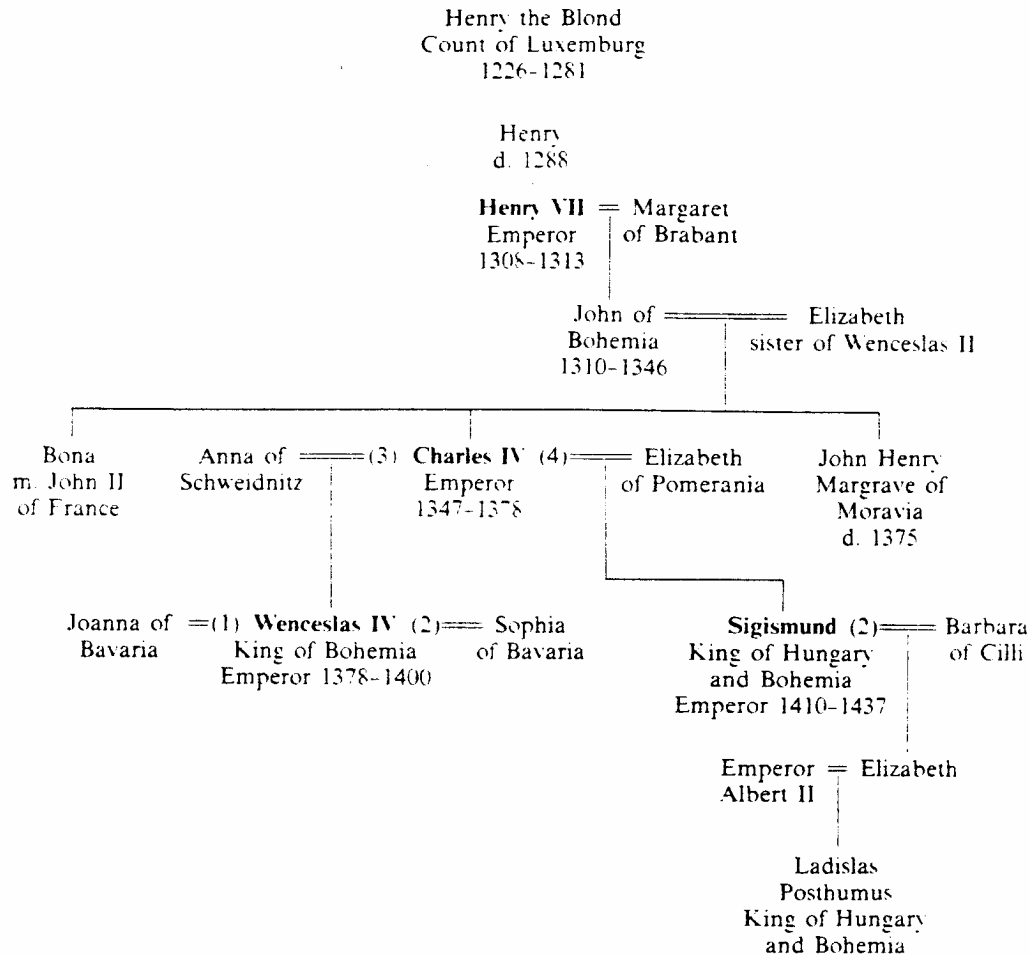 Henry the Blond
Count of Luxemburg
1226-1281
Henry
d. 1288
Henry VII = Margaret
Emperor of Brabant
1308-1313
John of = Elizabeth
Bohemia sister of Wenceslas II
1310-1346
Bona Anna of =(3) Charles IV (4)= Elizabeth John Henry
m. John II Schweidnitz Emperor of Pomerania Margrave of
of France 1347-1378 Moravia
d. 1375
Joanna of =(1) Wenceslas IV (2)= Sophia Sigismund (2)= Barbara
Bavaria King of Bohemia of Bavaria King of Hungary of Cilli
Emperor 1378-1400 and Bohemia
Emperor 1410-1437
Emperor = Elizabeth
Albert II
Ladislas
Posthumus
King of Hungary
and Bohemia